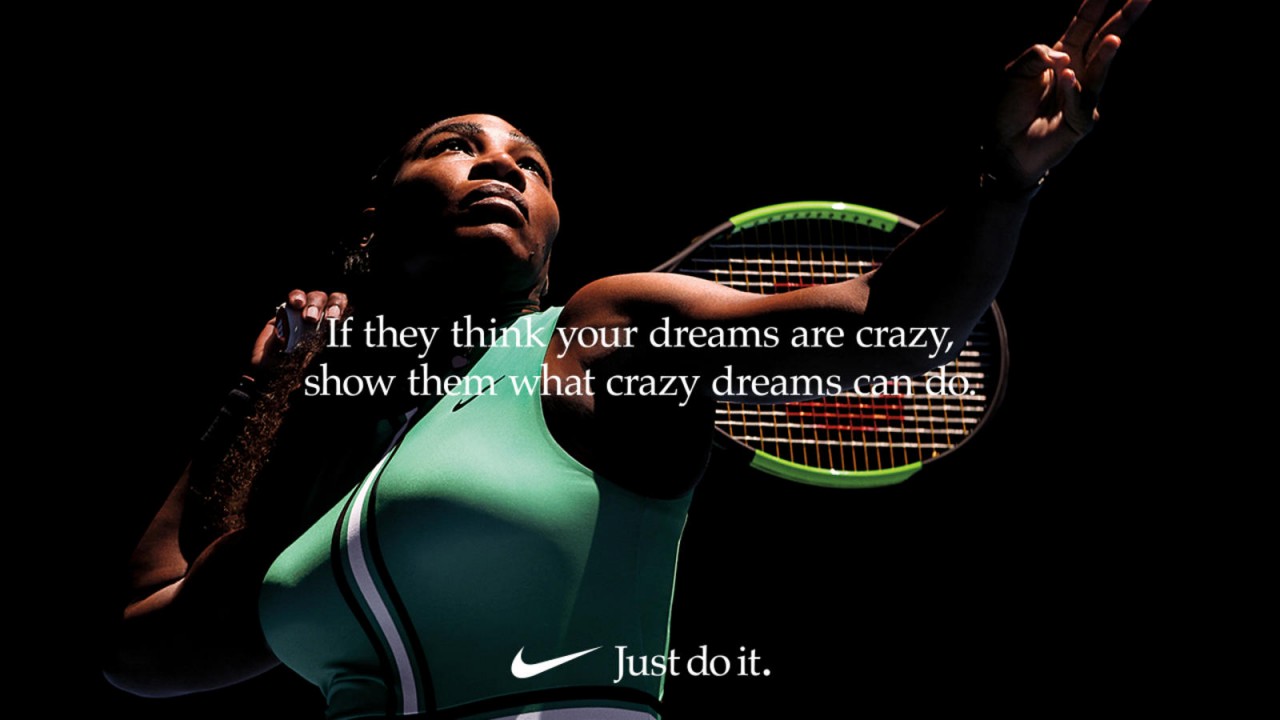 If they think your dreams are crazy,
show them what crazy dreams can do.
Just do it.